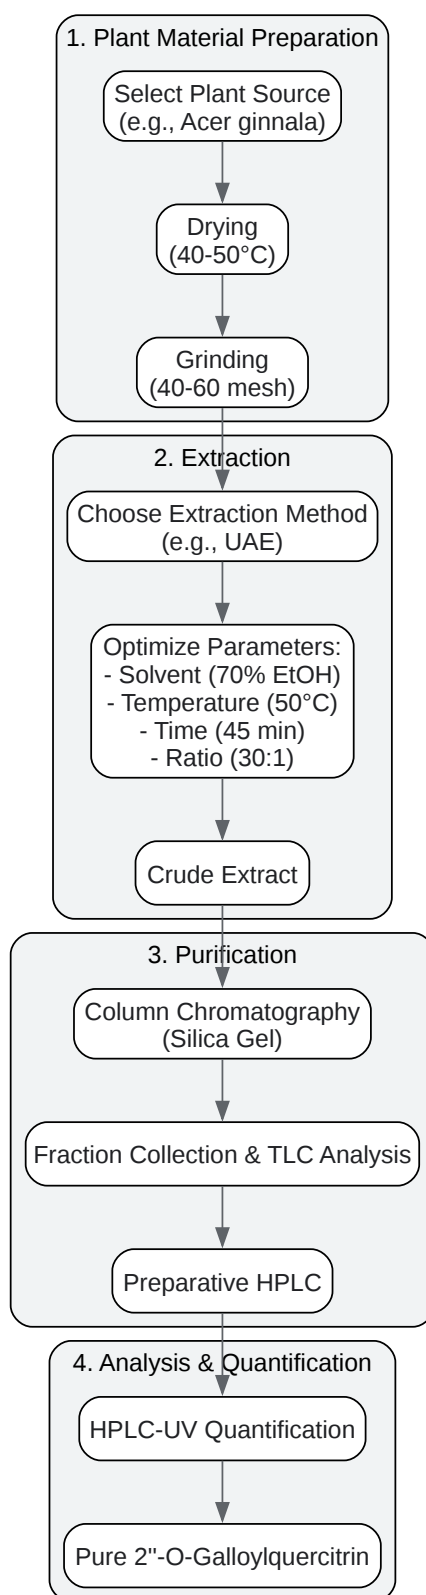 1. Plant Material Preparation
Select Plant Source
(e.g., Acer ginnala)
Drying
(40-50°C)
Grinding
(40-60 mesh)
2. Extraction
Choose Extraction Method
(e.g., UAE)
Optimize Parameters:
- Solvent (70% EtOH)
- Temperature (50°C)
- Time (45 min)
- Ratio (30:1)
Crude Extract
3. Purification
Column Chromatography
(Silica Gel)
Fraction Collection & TLC Analysis
Preparative HPLC
4. Analysis & Quantification
HPLC-UV Quantification
Pure 2"-O-Galloylquercitrin